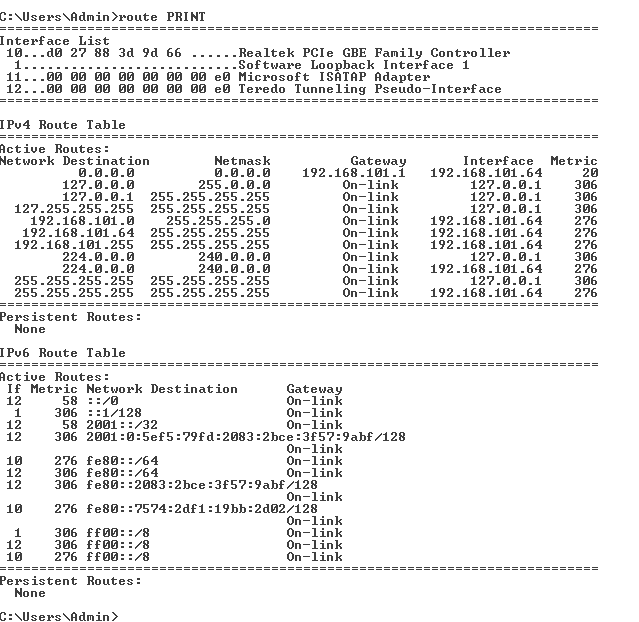 C:\Users\Admin>route PRINT
===========================================================================
Interface List
 10...d0 27 88 3d 9d 66 ......Realtek PCIe GBE Family Controller
  1...........................Software Loopback Interface 1
 11...00 00 00 00 00 00 00 e0 Microsoft ISATAP Adapter
 12...00 00 00 00 00 00 00 e0 Teredo Tunneling Pseudo-Interface
===========================================================================

IPv4 Route Table
===========================================================================
Active Routes:
Network Destination        Netmask          Gateway       Interface  Metric
          0.0.0.0          0.0.0.0    192.168.101.1   192.168.101.64     20
        127.0.0.0        255.0.0.0         On-link         127.0.0.1    306
        127.0.0.1  255.255.255.255         On-link         127.0.0.1    306
  127.255.255.255  255.255.255.255         On-link         127.0.0.1    306
    192.168.101.0    255.255.255.0         On-link    192.168.101.64    276
   192.168.101.64  255.255.255.255         On-link    192.168.101.64    276
  192.168.101.255  255.255.255.255         On-link    192.168.101.64    276
        224.0.0.0        240.0.0.0         On-link         127.0.0.1    306
        224.0.0.0        240.0.0.0         On-link    192.168.101.64    276
  255.255.255.255  255.255.255.255         On-link         127.0.0.1    306
  255.255.255.255  255.255.255.255         On-link    192.168.101.64    276
===========================================================================
Persistent Routes:
  None

IPv6 Route Table
===========================================================================
Active Routes:
 If Metric Network Destination      Gateway
 12     58 ::/0                     On-link
  1    306 ::1/128                  On-link
 12     58 2001::/32                On-link
 12    306 2001:0:5ef5:79fd:2083:2bce:3f57:9abf/128
                                    On-link
 10    276 fe80::/64                On-link
 12    306 fe80::/64                On-link
 12    306 fe80::2083:2bce:3f57:9abf/128
                                    On-link
 10    276 fe80::7574:2df1:19bb:2d02/128
                                    On-link
  1    306 ff00::/8                 On-link
 12    306 ff00::/8                 On-link
 10    276 ff00::/8                 On-link
===========================================================================
Persistent Routes:
  None

C:\Users\Admin>